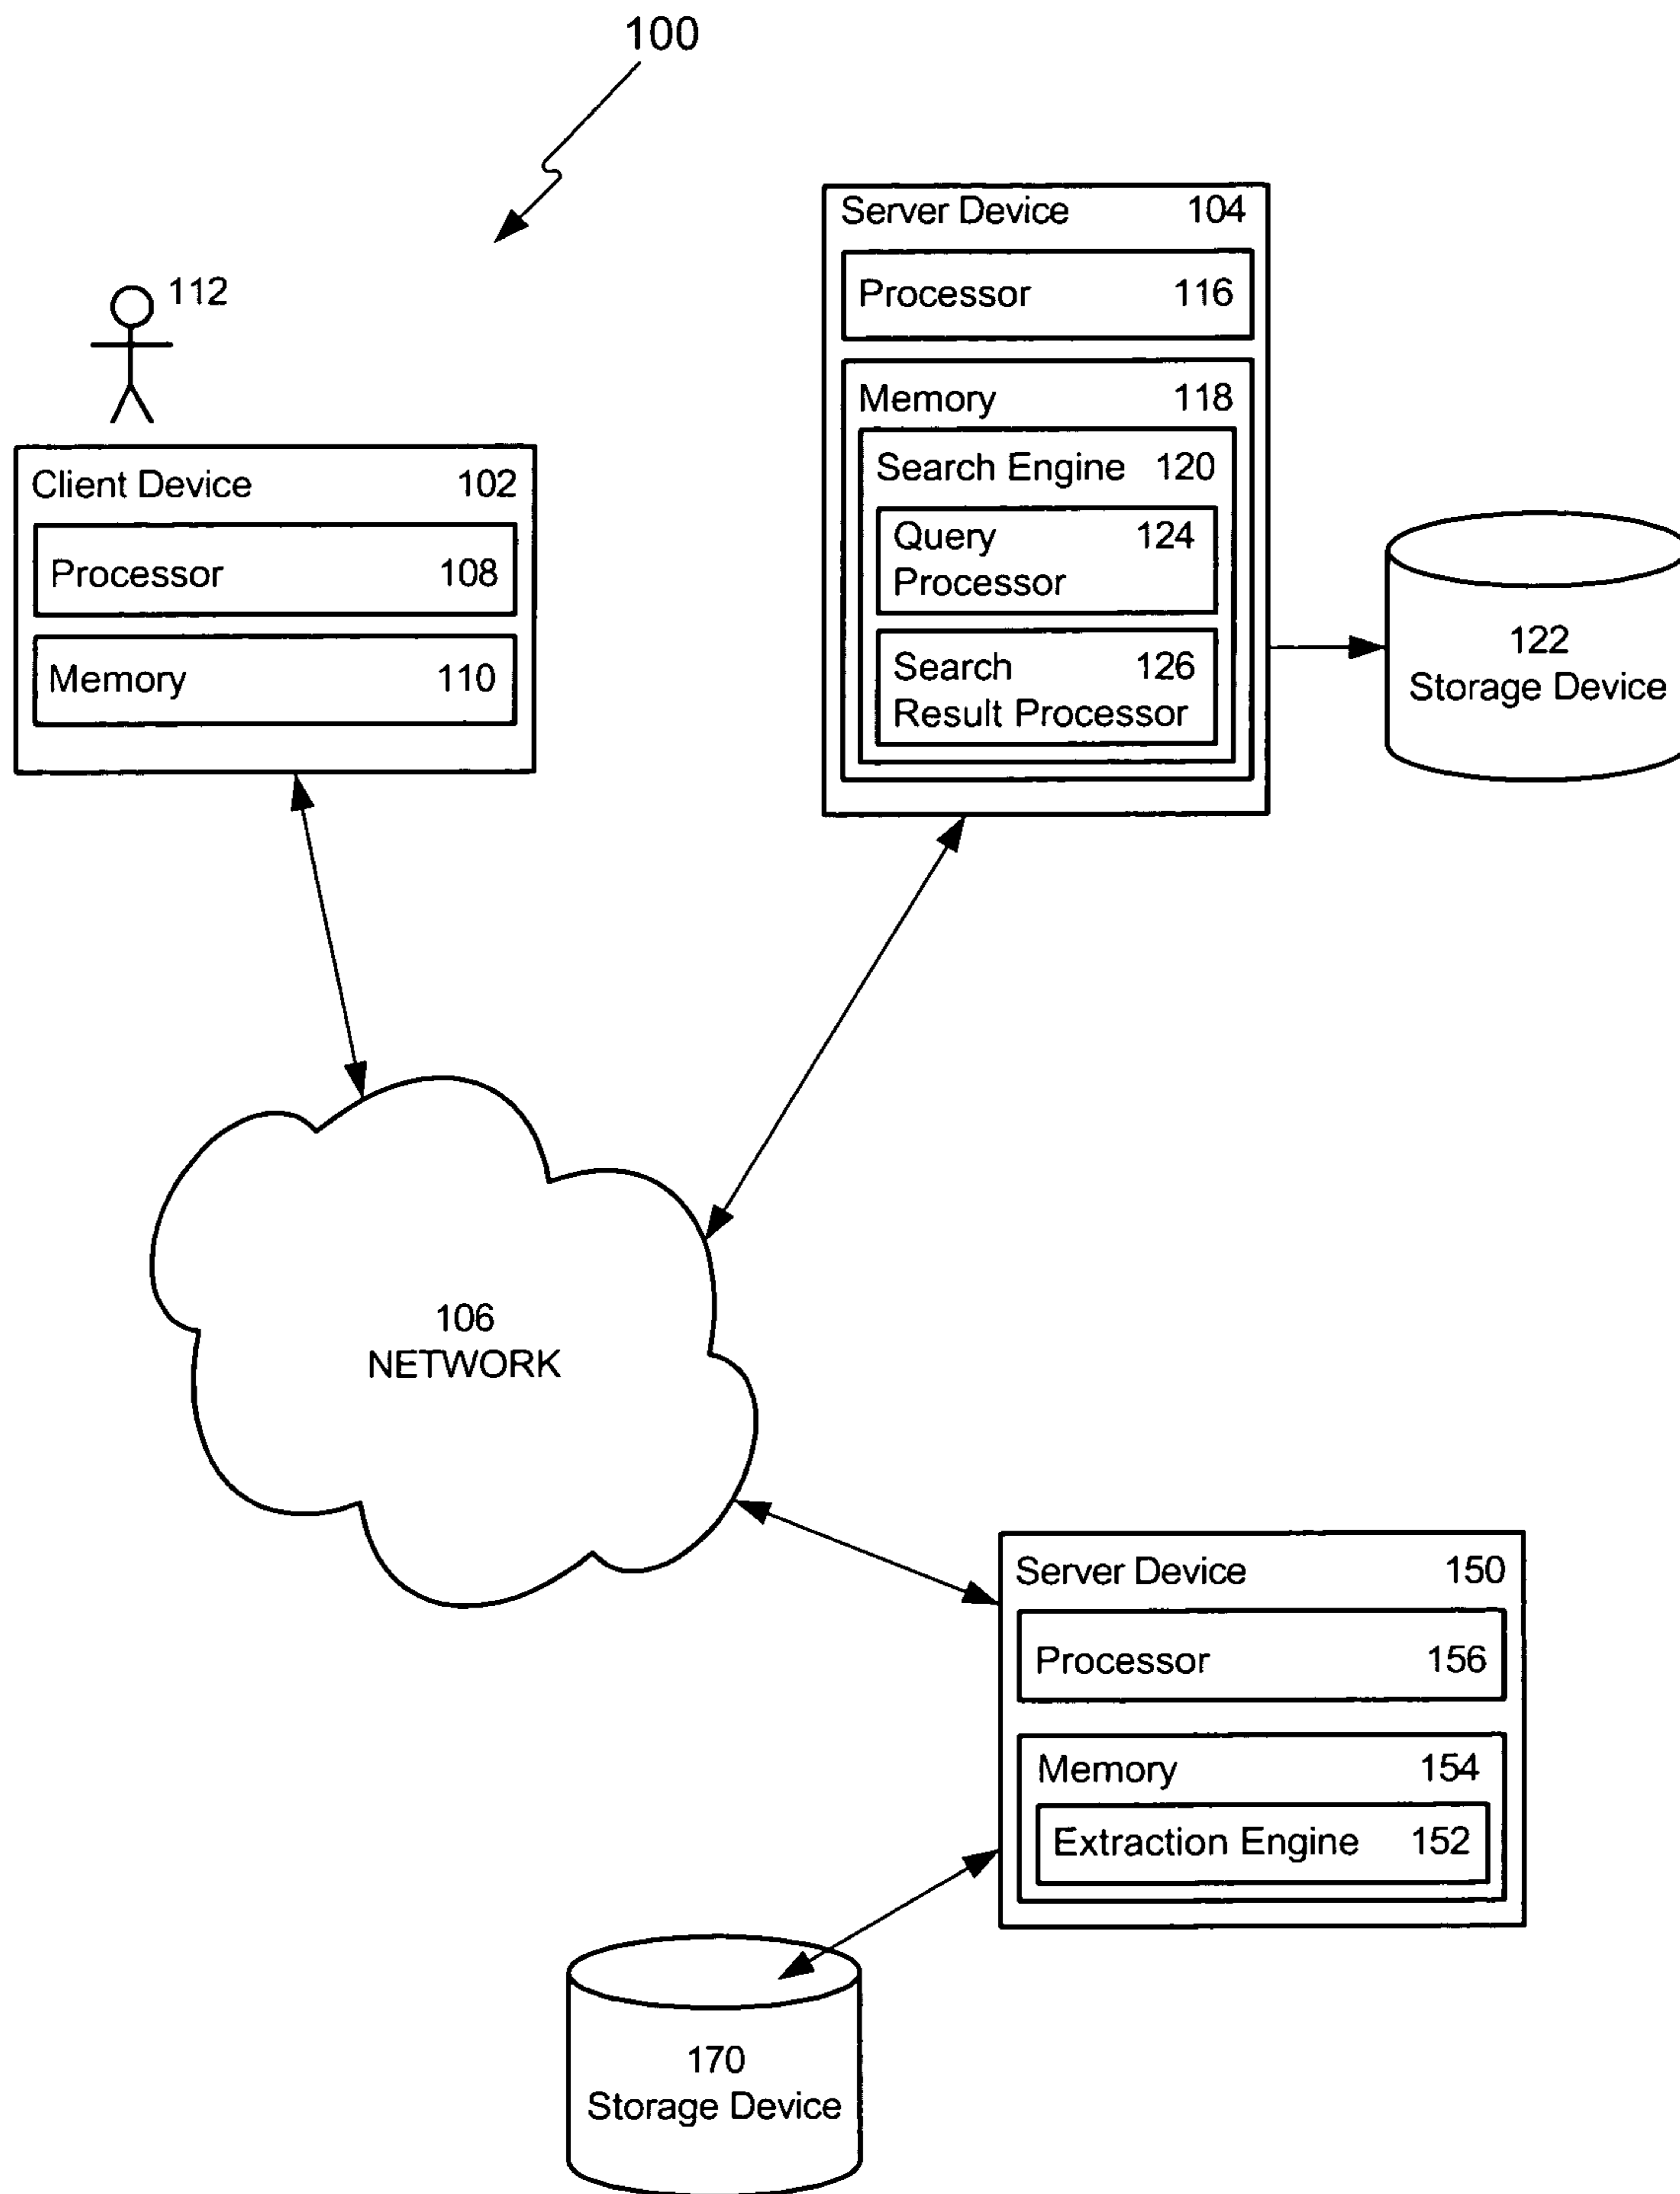 100
112
Client Device 102
Processor 108
Memory 110
Server Device 104
Processor 116
Memory 118
Search Engine 120
Query 124
Processor
Search 126
Result Processor
122
Storage Device
106
NETWORK
Server Device 150
Processor 156
Memory 154
Extraction Engine 152
170
Storage Device